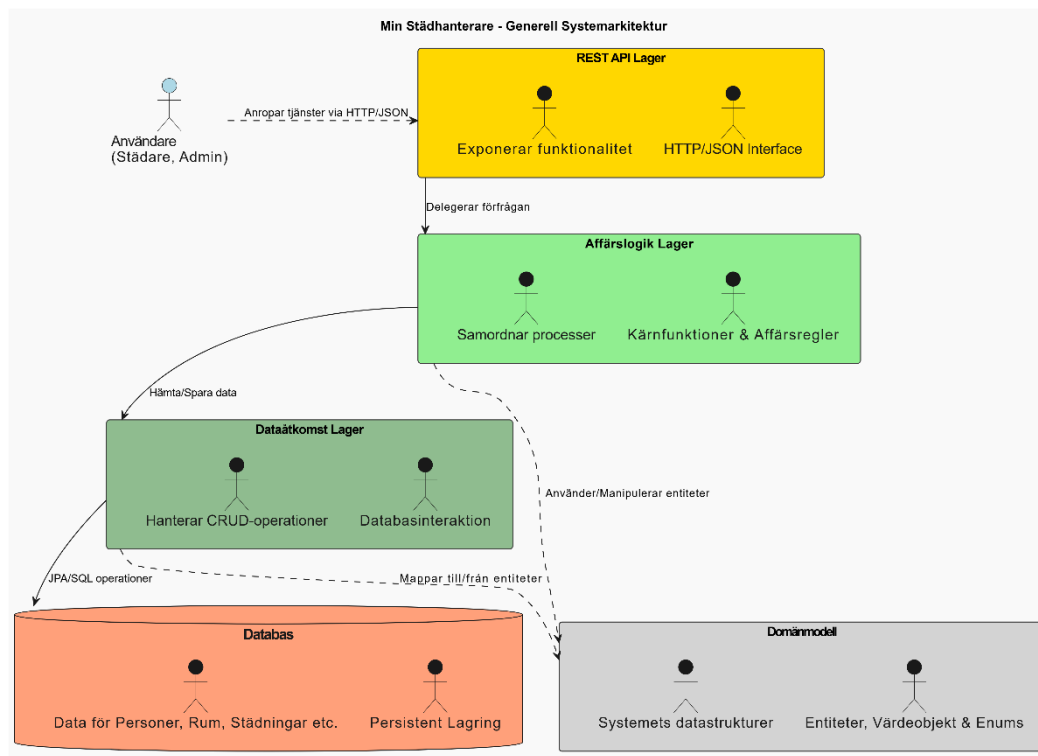 Min Städhanterare - Generell Systemarkitektur
REST API Lager
Anropar tjänster via HTTP/JSON
Användare
(Städare, Admin)
Exponerar funktionalitet
HTTP/JSON Interface
Delegerar förfrågan
Affärslogik Lager
Samordnar processer
Kärnfunktioner & Affärsregler
Hämta/Spara data
Dataåtkomst Lager
Hanterar CRUD-operationer
Databasinteraktion
Använder/Manipulerar entiteter
JPA/SQL operationer
Mappar till/från entiteter
Databas
Data för Personer, Rum, Städningar etc.
Persistent Lagring
Domänmodell
Systemets datastrukturer
Entiteter, Värdeobjekt & Enums